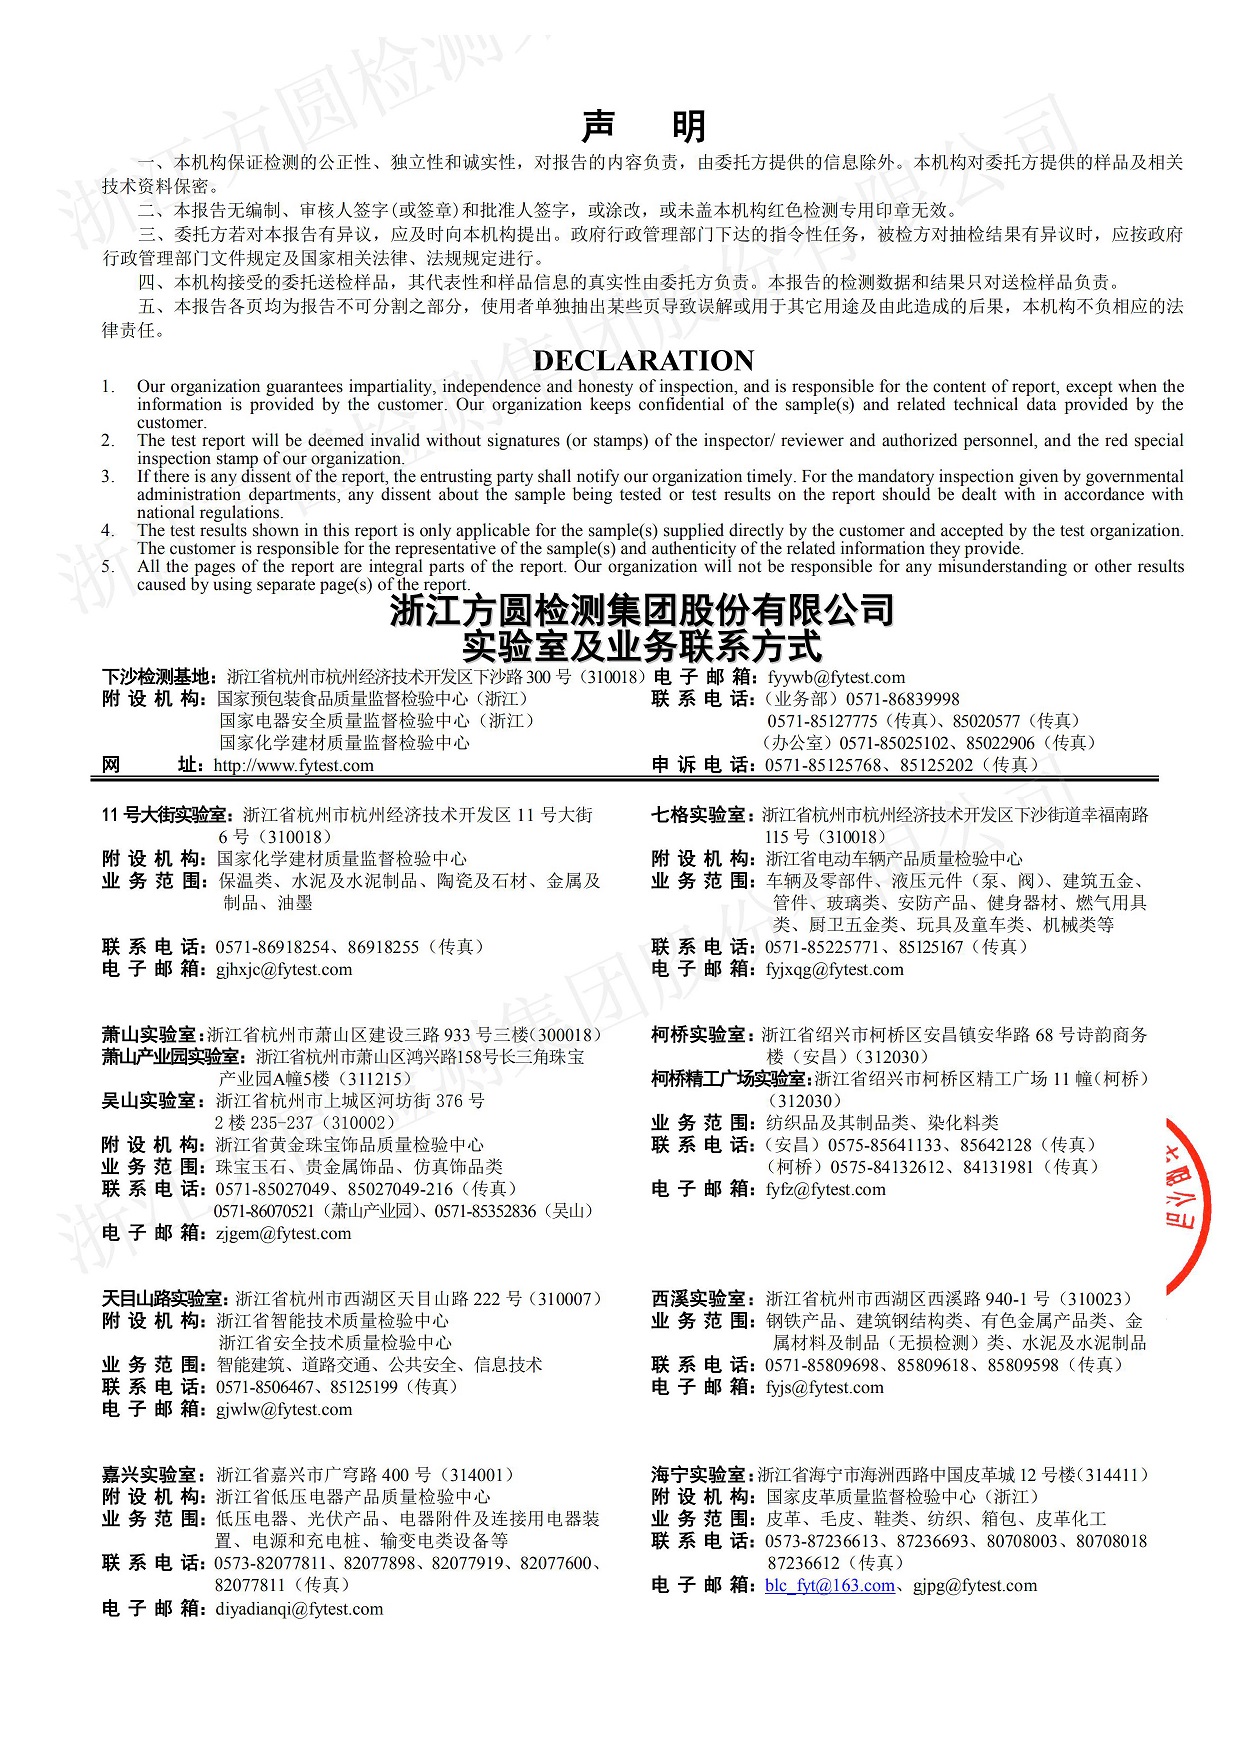 声 明
一、本机构保证检测的公正性、独立性和诚实性，对报告的内容负责，由委托方提供的信息除外。本机构对委托方提供的样品及相关
技术资料保密。
二、本报告无编制、审核人签字(或签章)和批准人签字，或涂改，或未盖本机构红色检测专用印章无效。
三、委托方若对本报告有异议，应及时向本机构提出。政府行政管理部门下达的指令性任务，被检方对抽检结果有异议时，应按政府
行政管理部门文件规定及国家相关法律、法规规定进行。
四、本机构接受的委托送检样品，其代表性和样品信息的真实性由委托方负责。本报告的检测数据和结果只对送检样品负责。
五、本报告各页均为报告不可分割之部分，使用者单独抽出某些页导致误解或用于其它用途及由此造成的后果，本机构不负相应的法
律责任。
DECLARATION
1. Our organization guarantees impartiality, independence and honesty of inspection, and is responsible for the content of report, except when the
information is provided by the customer. Our organization keeps confidential of the sample(s) and related technical data provided by the
customer.
2. The test report will be deemed invalid without signatures (or stamps) of the inspector/ reviewer and authorized personnel, and the red special
inspection stamp of our organization.
3. If there is any dissent of the report, the entrusting party shall notify our organization timely. For the mandatory inspection given by governmental
administration departments, any dissent about the sample being tested or test results on the report should be dealt with in accordance with
national regulations.
4. The test results shown in this report is only applicable for the sample(s) supplied directly by the customer and accepted by the test organization.
The customer is responsible for the representative of the sample(s) and authenticity of the related information they provide.
5. All the pages of the report are integral parts of the report. Our organization will not be responsible for any misunderstanding or other results
caused by using separate page(s) of the report.
浙江方圆检测集团股份有限公司
实验室及业务联系方式
下沙检测基地：浙江省杭州市杭州经济技术开发区下沙路 300 号（310018）
附 设 机 构：国家预包装食品质量监督检验中心（浙江）
国家电器安全质量监督检验中心（浙江）
国家化学建材质量监督检验中心
网 址：http://www.fytest.com
电 子 邮 箱：fyywb@fytest.com
联 系 电 话：（业务部）0571-86839998
0571-85127775（传真）、85020577（传真）
（办公室）0571-85025102、85022906（传真）
申 诉 电 话：0571-85125768、85125202（传真）
11 号大街实验室：浙江省杭州市杭州经济技术开发区 11 号大街
6 号（310018）
附 设 机 构：国家化学建材质量监督检验中心
业 务 范 围：保温类、水泥及水泥制品、陶瓷及石材、金属及
制品、油墨
联 系 电 话：0571-86918254、86918255（传真）
电 子 邮 箱：gjhxjc@fytest.com
七格实验室：浙江省杭州市杭州经济技术开发区下沙街道幸福南路
115 号（310018）
附 设 机 构：浙江省电动车辆产品质量检验中心
业 务 范 围：车辆及零部件、液压元件（泵、阀）、建筑五金、
管件、玻璃类、安防产品、健身器材、燃气用具
类、厨卫五金类、玩具及童车类、机械类等
联 系 电 话：0571-85225771、85125167（传真）
电 子 邮 箱：fyjxqg@fytest.com
萧山实验室：浙江省杭州市萧山区建设三路 933 号三楼（300018）
萧山产业园实验室：浙江省杭州市萧山区鸿兴路158号长三角珠宝
产业园A幢5楼（311215）
吴山实验室：浙江省杭州市上城区河坊街 376 号
2 楼 235-237（310002）
附 设 机 构：浙江省黄金珠宝饰品质量检验中心
业 务 范 围：珠宝玉石、贵金属饰品、仿真饰品类
联 系 电 话：0571-85027049、85027049-216（传真）
0571-86070521（萧山产业园）、0571-85352836（吴山）
电 子 邮 箱：zjgem@fytest.com
柯桥实验室：浙江省绍兴市柯桥区安昌镇安华路 68 号诗韵商务
楼（安昌）（312030）
柯桥精工广场实验室：浙江省绍兴市柯桥区精工广场 11 幢（柯桥）
（312030）
业 务 范 围：纺织品及其制品类、染化料类
联 系 电 话：（安昌）0575-85641133、85642128（传真）
（柯桥）0575-84132612、84131981（传真）
电 子 邮 箱：fyfz@fytest.com
限公司
天目山路实验室：浙江省杭州市西湖区天目山路 222 号（310007）
附 设 机 构：浙江省智能技术质量检验中心
浙江省安全技术质量检验中心
业 务 范 围：智能建筑、道路交通、公共安全、信息技术
联 系 电 话：0571-8506467、85125199（传真）
电 子 邮 箱：gjwlw@fytest.com
西溪实验室：浙江省杭州市西湖区西溪路 940-1 号（310023）
业 务 范 围：钢铁产品、建筑钢结构类、有色金属产品类、金
属材料及制品（无损检测）类、水泥及水泥制品
联 系 电 话：0571-85809698、85809618、85809598（传真）
电 子 邮 箱：fyjs@fytest.com
嘉兴实验室：浙江省嘉兴市广穹路 400 号（314001）
附 设 机 构：浙江省低压电器产品质量检验中心
业 务 范 围：低压电器、光伏产品、电器附件及连接用电器装
置、电源和充电桩、输变电类设备等
联 系 电 话：0573-82077811、82077898、82077919、82077600、
82077811（传真）
电 子 邮 箱：diyadianqi@fytest.com
海宁实验室：浙江省海宁市海洲西路中国皮革城 12 号楼（314411）
附 设 机 构：国家皮革质量监督检验中心（浙江）
业 务 范 围：皮革、毛皮、鞋类、纺织、箱包、皮革化工
联 系 电 话：0573-87236613、87236693、80708003、80708018
87236612（传真）
电 子 邮 箱：blc_fyt@163.com、gjpg@fytest.com